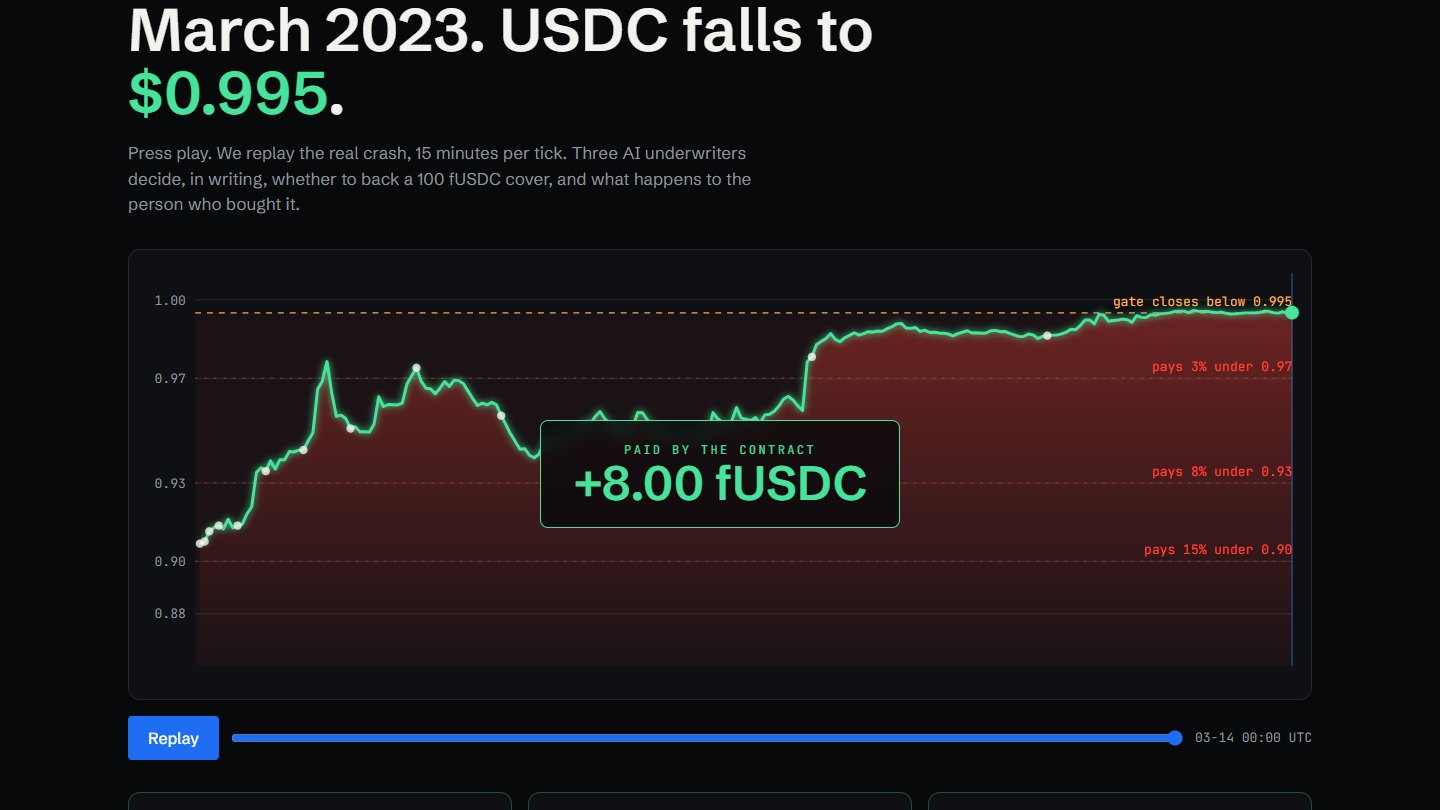 March 2023. USDC falls to
$0.995.
Press play. We replay the real crash, 15 minutes per tick. Three AI underwriters
decide, in writing, whether to back a 100 fUSDC cover, and what happens to the
person who bought it.
1.00
gate closes below 0.995
pays 3% under 0.97
0.97
PAID BY THE CONTRACT
+8.00 fUSDC
pays 8% under 0.93
0.93
pays 15% under 0.90
0.90
0.88
Replay
03-14 00:00 UTC